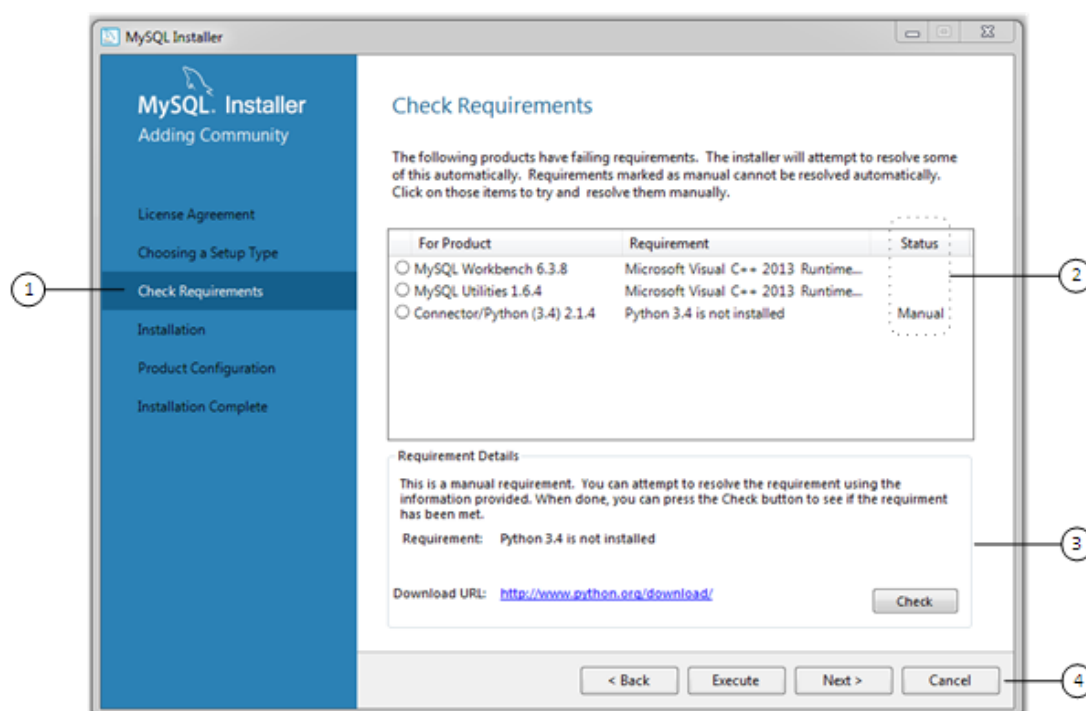 MySQL Installer
MySQL. Installer
Adding Community
License Agreement
Choosing a Setup Type
Check Requirements
Installation
Product Configuration
Installation Complete
Check Requirements
The following products have failing requirements. The installer will attempt to resolve some
of this automatically. Requirements marked as manual cannot be resolved automatically.
Click on those items to try and resolve them manually.
For Product Requirement Status
MySQL Workbench 6.3.8 Microsoft Visual C++ 2013 Runtime...
MySQL Utilities 1.6.4 Microsoft Visual C++ 2013 Runtime...
Connector/Python (3.4) 2.1.4 Python 3.4 is not installed Manual
Requirement Details
This is a manual requirement. You can attempt to resolve the requirement using the
information provided. When done, you can press the Check button to see if the requirment
has been met.
Requirement: Python 3.4 is not installed
Download URL: http://www.python.org/download/
Check
< Back Execute Next > Cancel
1
2
3
4